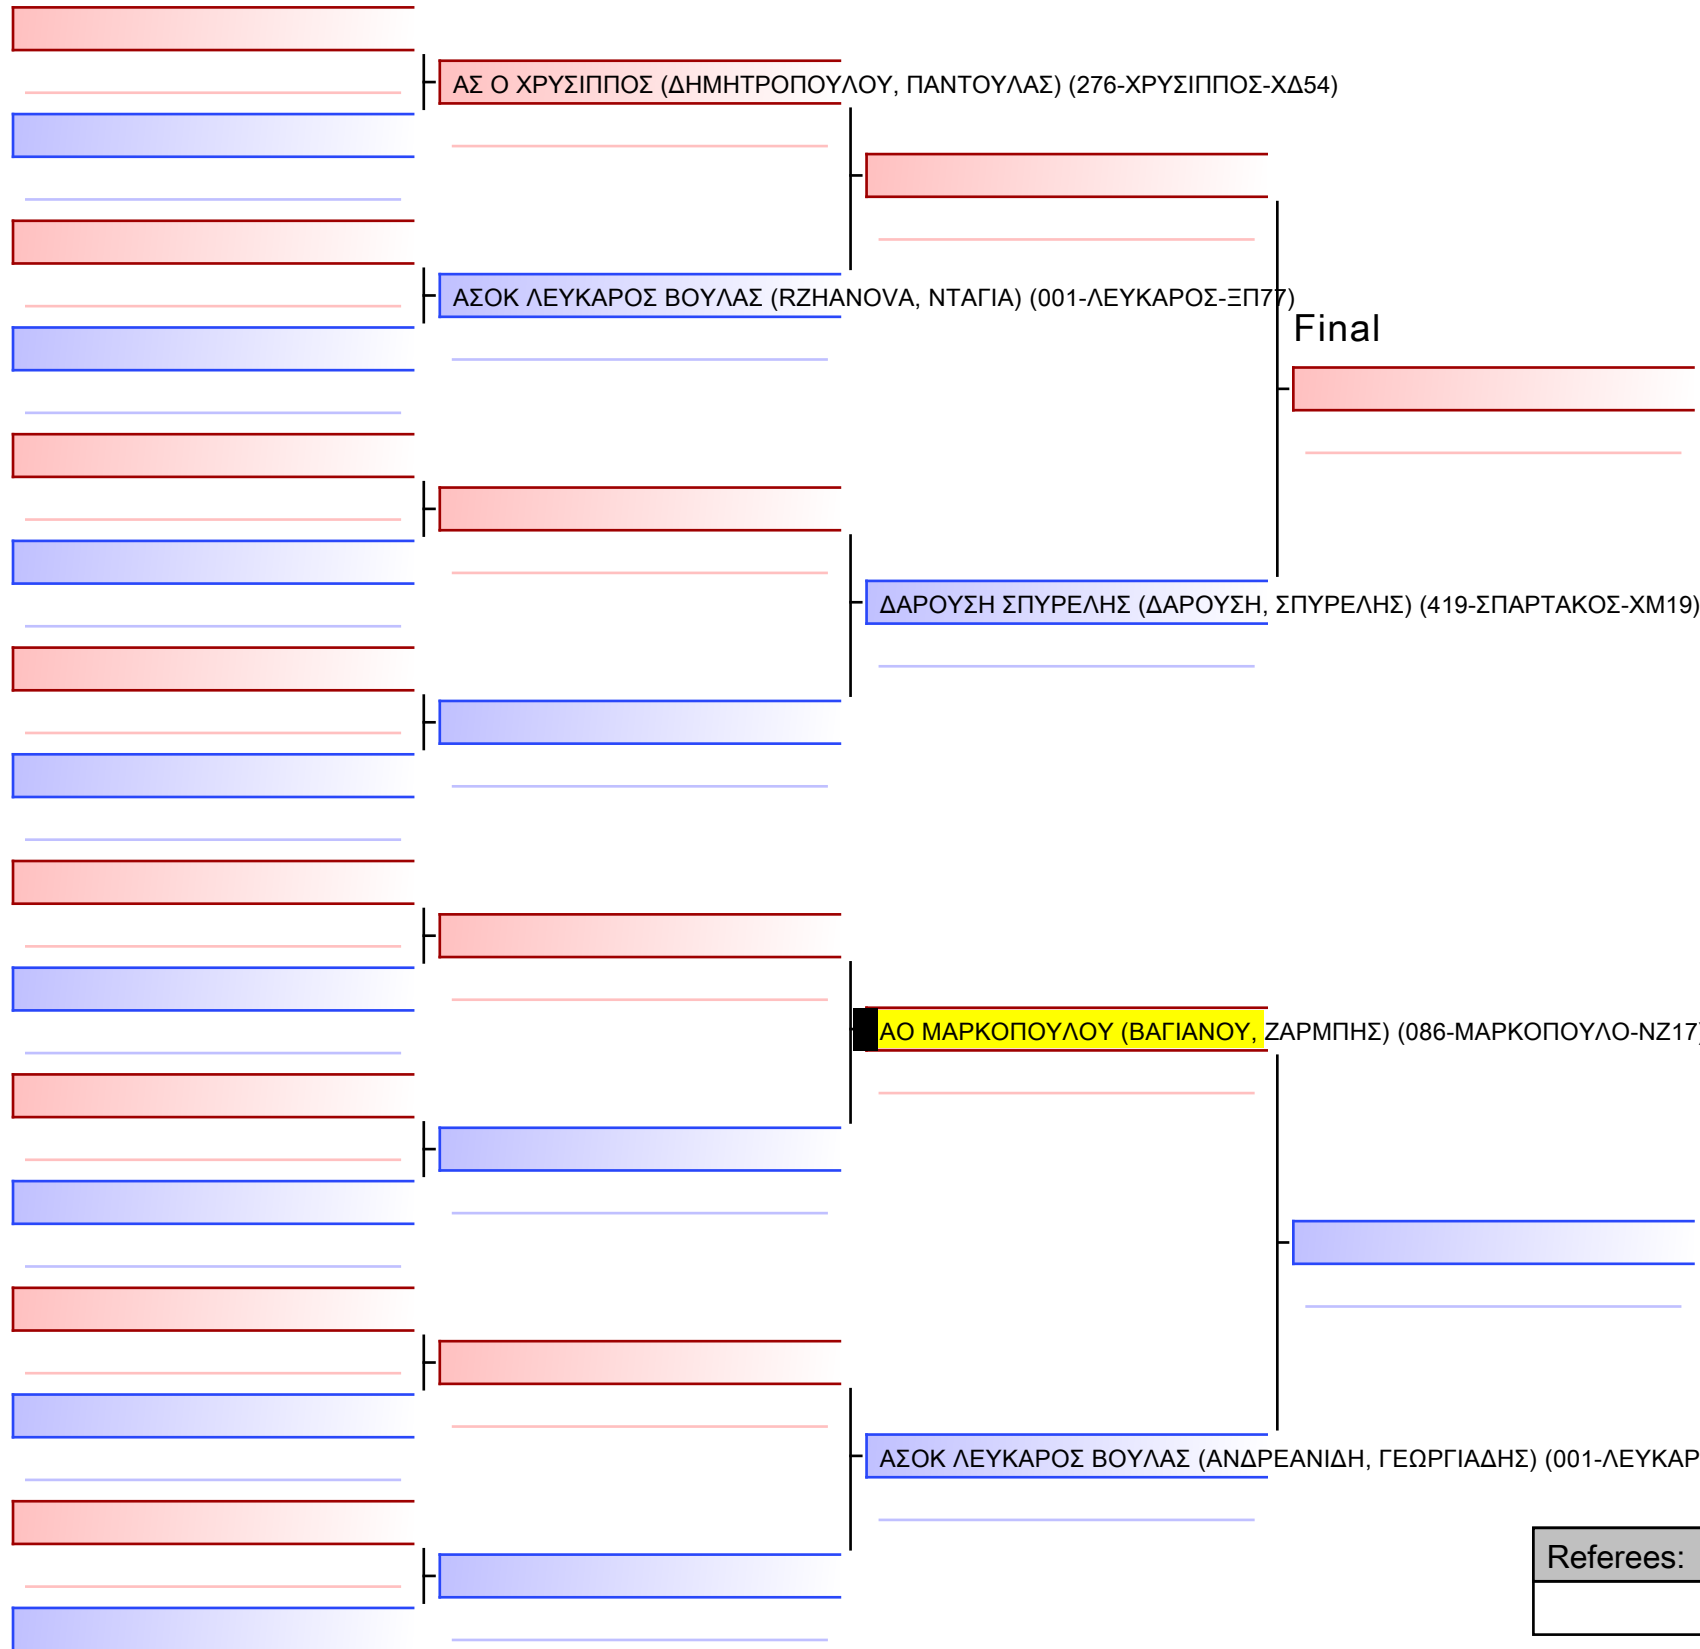 ΑΣ Ο ΧΡΥΣΙΠΠΟΣ (ΔΗΜΗΤΡΟΠΟΥΛΟΥ, ΠΑΝΤΟΥΛΑΣ) (276-ΧΡΥΣΙΠΠΟΣ-ΧΔ54)
ΑΣΟΚ ΛΕΥΚΑΡΟΣ ΒΟΥΛΑΣ (RZHANOVA, ΝΤΑΓΙΑ) (001-ΛΕΥΚΑΡΟΣ-ΞΠ77)
Final
ΔΑΡΟΥΣΗ ΣΠΥΡΕΛΗΣ (ΔΑΡΟΥΣΗ, ΣΠΥΡΕΛΗΣ) (419-ΣΠΑΡΤΑΚΟΣ-ΧΜ19)
ΑΟ ΜΑΡΚΟΠΟΥΛΟΥ (ΒΑΓΙΑΝΟΥ, ΖΑΡΜΠΗΣ) (086-ΜΑΡΚΟΠΟΥΛΟ-ΝΖ17)
ΑΣΟΚ ΛΕΥΚΑΡΟΣ ΒΟΥΛΑΣ (ΑΝΔΡΕΑΝΙΔΗ, ΓΕΩΡΓΙΑΔΗΣ) (001-ΛΕΥΚΑΡ
Referees: